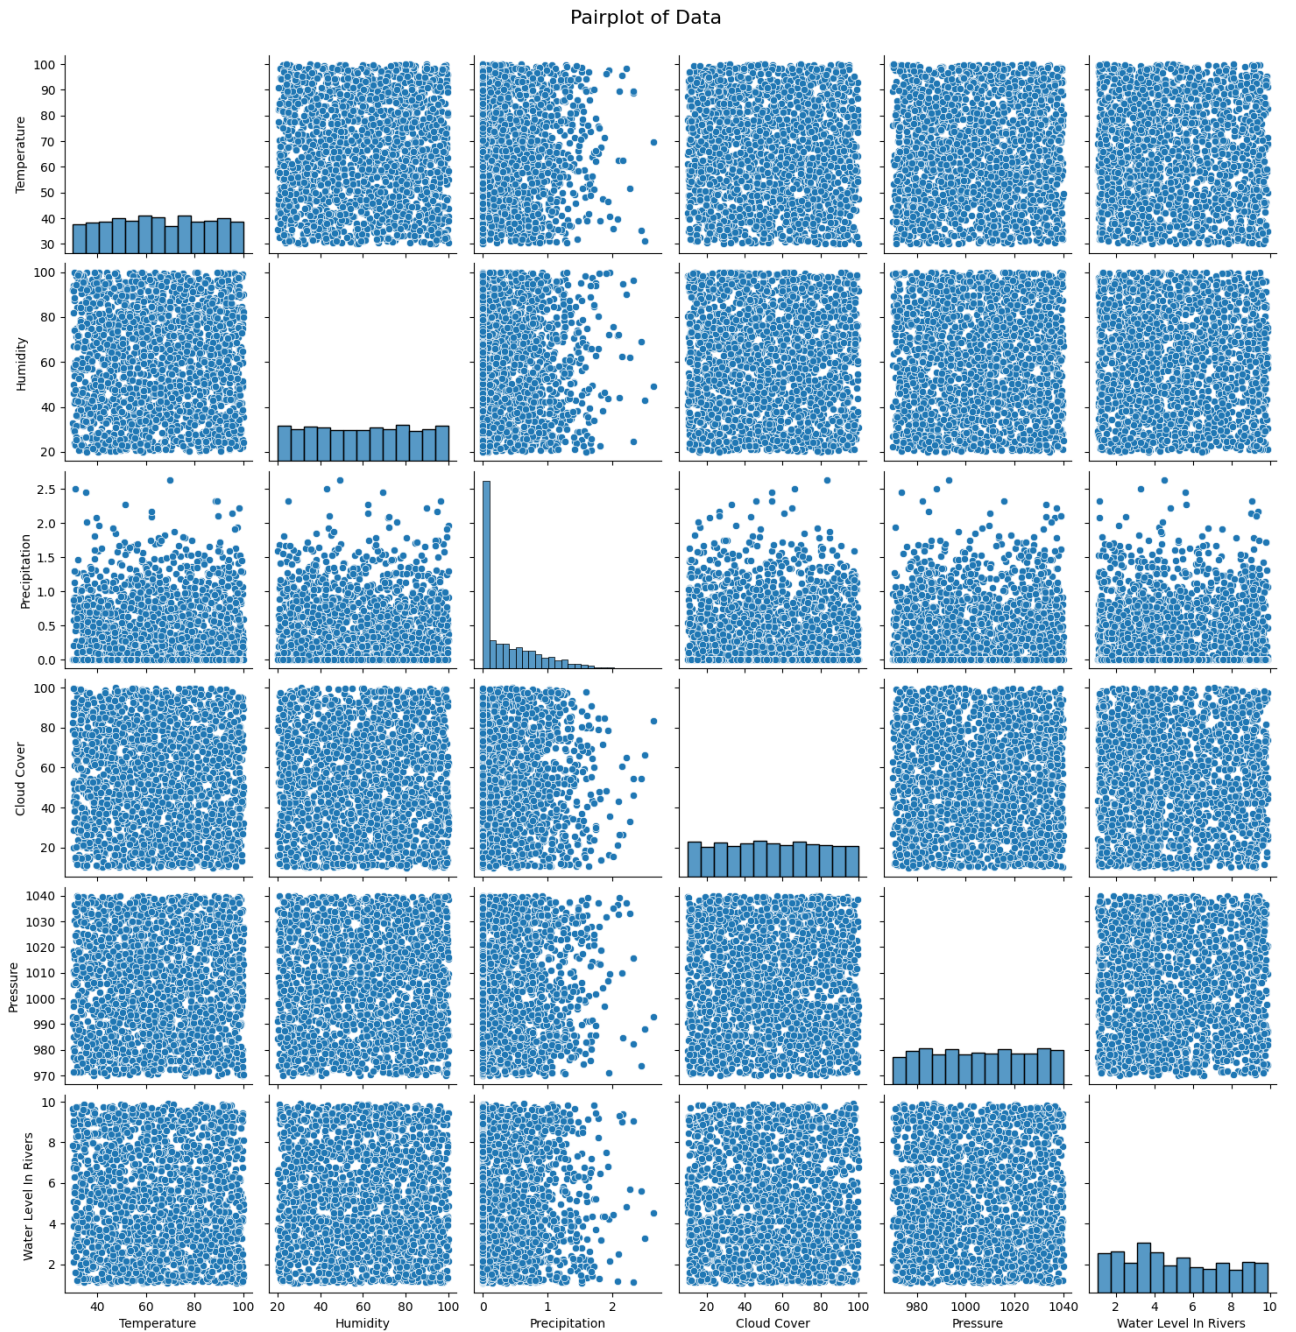 Pairplot of Data
Temperature
100
90
80
70
60
50
40
30
Humidity
100
80
60
40
20
Precipitation
2.5
2.0
1.5
1.0
0.5
0.0
Cloud Cover
100
80
60
40
20
Pressure
1040
1030
1020
1010
1000
990
980
970
Water Level In Rivers
10
8
6
4
2
40 60 80 100
20 40 60 80 100
0 1 2
20 40 60 80 100
980 1000 1020 1040
2 4 6 8 10
Temperature
Humidity
Precipitation
Cloud Cover
Pressure
Water Level In Rivers